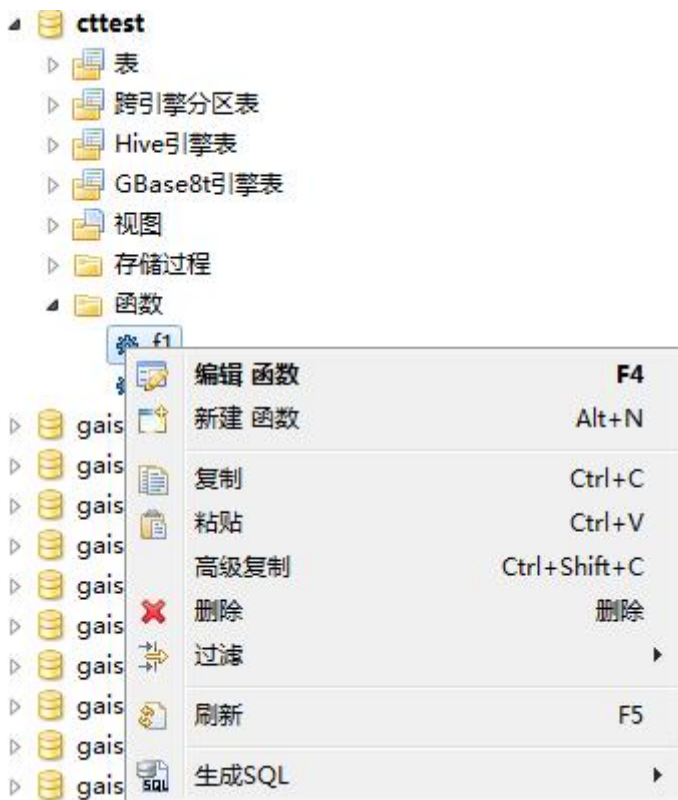 cttest
表
跨引擎分区表
Hive引擎表
GBase8t引擎表
视图
存储过程
函数
f1
编辑 函数 F4
gais 新建 函数 Alt+N
gais 复制 Ctrl+C
gais 粘贴 Ctrl+V
gais 高级复制 Ctrl+Shift+C
gais 删除 删除
gais 过滤
gais
gais 刷新 F5
gais
gais 生成SQL
SQL